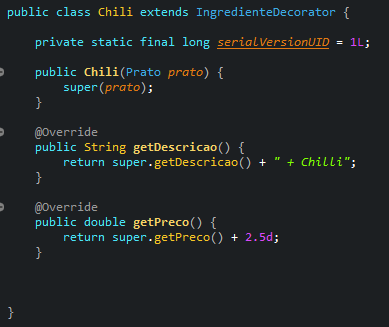 public class Chili extends IngredienteDecorator {
private static final long serialVersionUID = 1L;
public Chili(Prato prato) {
super(prato);
}
@Override
public String getDescricao() {
return super.getDescricao() + " + Chilli";
}
@Override
public double getPreco() {
return super.getPreco() + 2.5d;
}
}